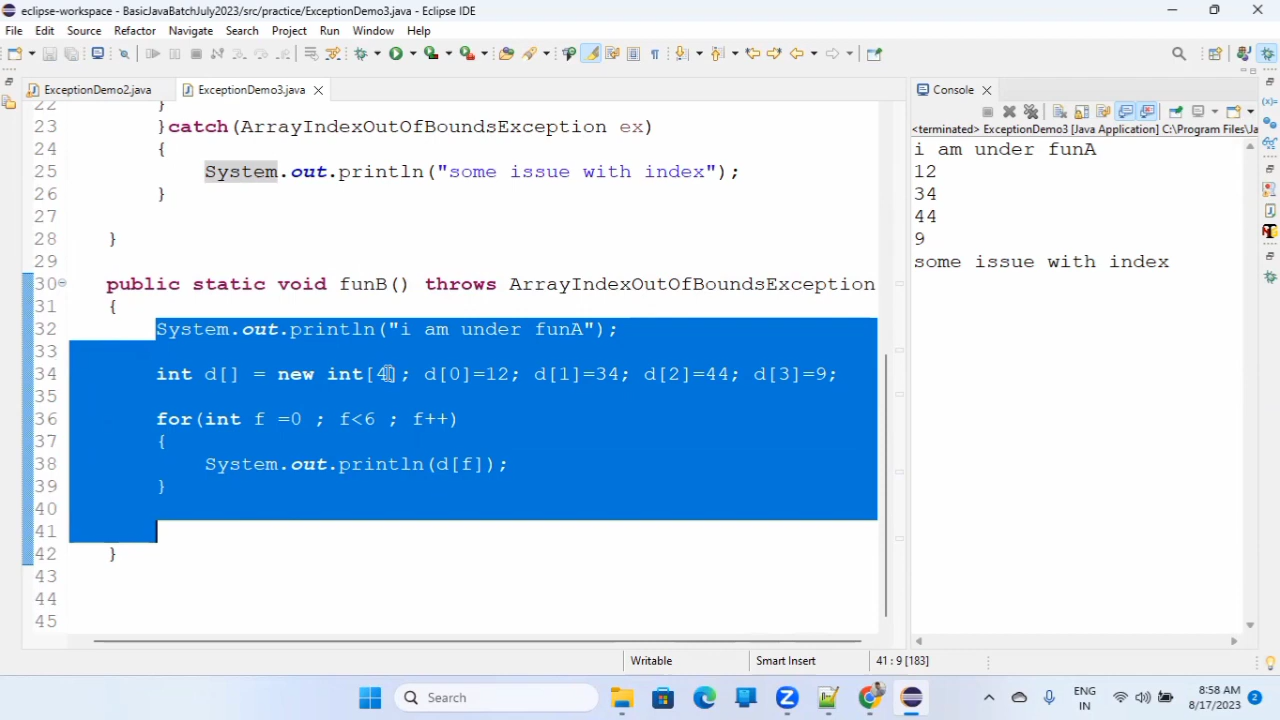 eclipse-workspace - BasicJavaBatchJuly2023/src/practice/ExceptionDemo3.java - Eclipse IDE
File Edit Source Refactor Navigate Search Project Run Window Help
ExceptionDemo2.java ExceptionDemo3.java
22 }
23 }catch(ArrayIndexOutOfBoundsException ex)
24 {
25 System.out.println("some issue with index");
26 }
27
28 }
29
30 public static void funB() throws ArrayIndexOutOfBoundsException
31 {
32 System.out.println("i am under funA");
33
34 int d[] = new int[4]; d[0]=12; d[1]=34; d[2]=44; d[3]=9;
35
36 for(int f =0 ; f<6 ; f++)
37 {
38 System.out.println(d[f]);
39 }
40
41
42 }
43
44
45
Console
<terminated> ExceptionDemo3 [Java Application] C:\Program Files\Ja
i am under funA
12
34
44
9
some issue with index
Writable Smart Insert 41 : 9 [183]
Search
ENG
IN
8:58 AM
8/17/2023
2